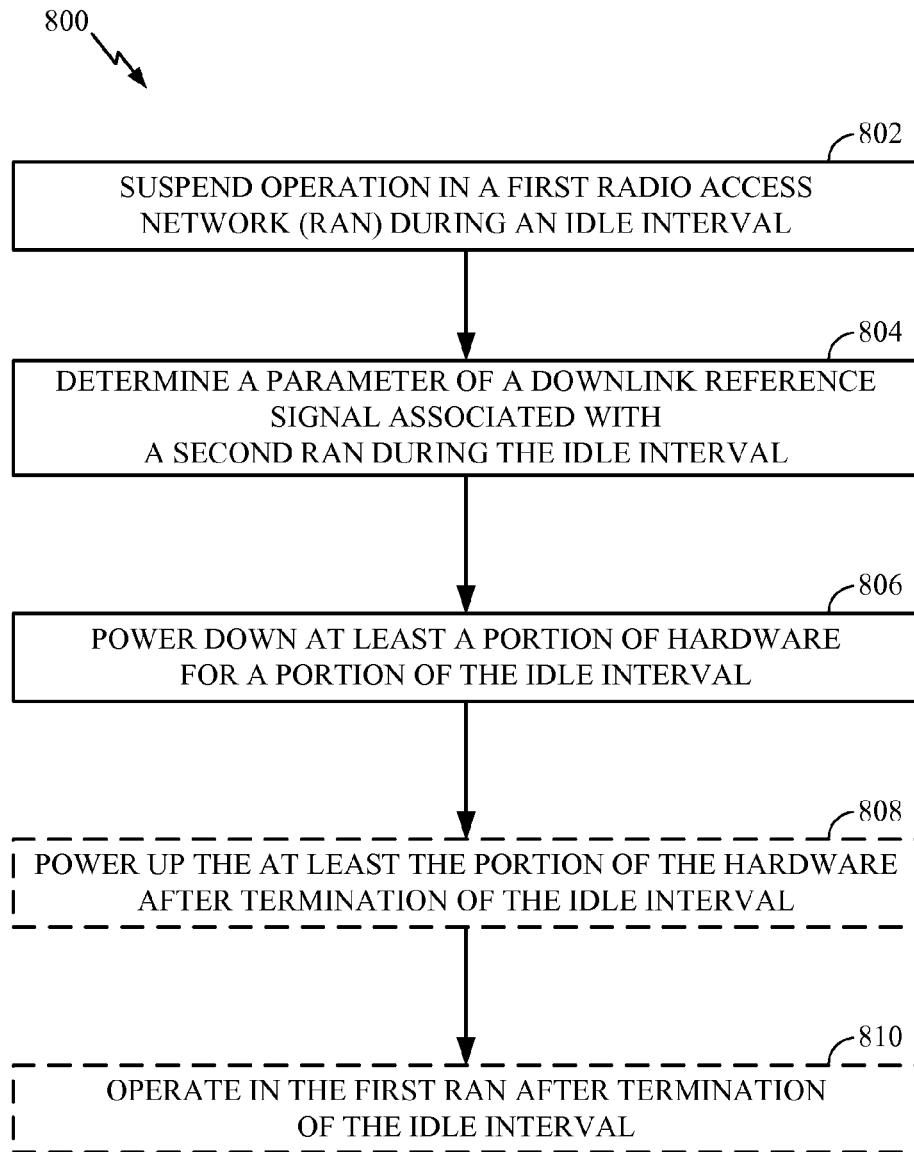 800
802
SUSPEND OPERATION IN A FIRST RADIO ACCESS
NETWORK (RAN) DURING AN IDLE INTERVAL
804
DETERMINE A PARAMETER OF A DOWNLINK REFERENCE
SIGNAL ASSOCIATED WITH
A SECOND RAN DURING THE IDLE INTERVAL
806
POWER DOWN AT LEAST A PORTION OF HARDWARE
FOR A PORTION OF THE IDLE INTERVAL
808
POWER UP THE AT LEAST THE PORTION OF THE HARDWARE
AFTER TERMINATION OF THE IDLE INTERVAL
810
OPERATE IN THE FIRST RAN AFTER TERMINATION
OF THE IDLE INTERVAL